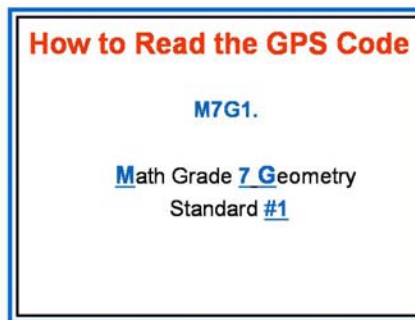 How to Read the GPS Code
M7G1.
Math Grade 7 Geometry
Standard #1